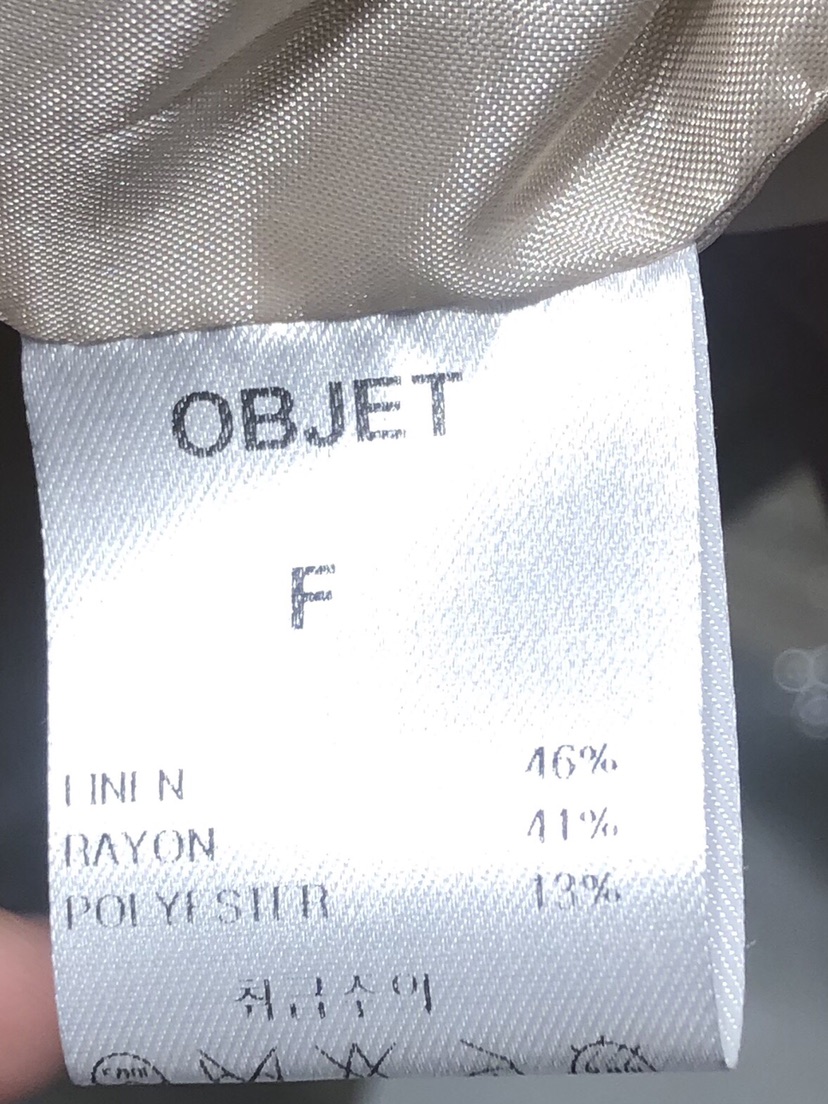 OBJET
F
LINEN 46%
RAYON 41%
POLYESTER 13%
취급주의